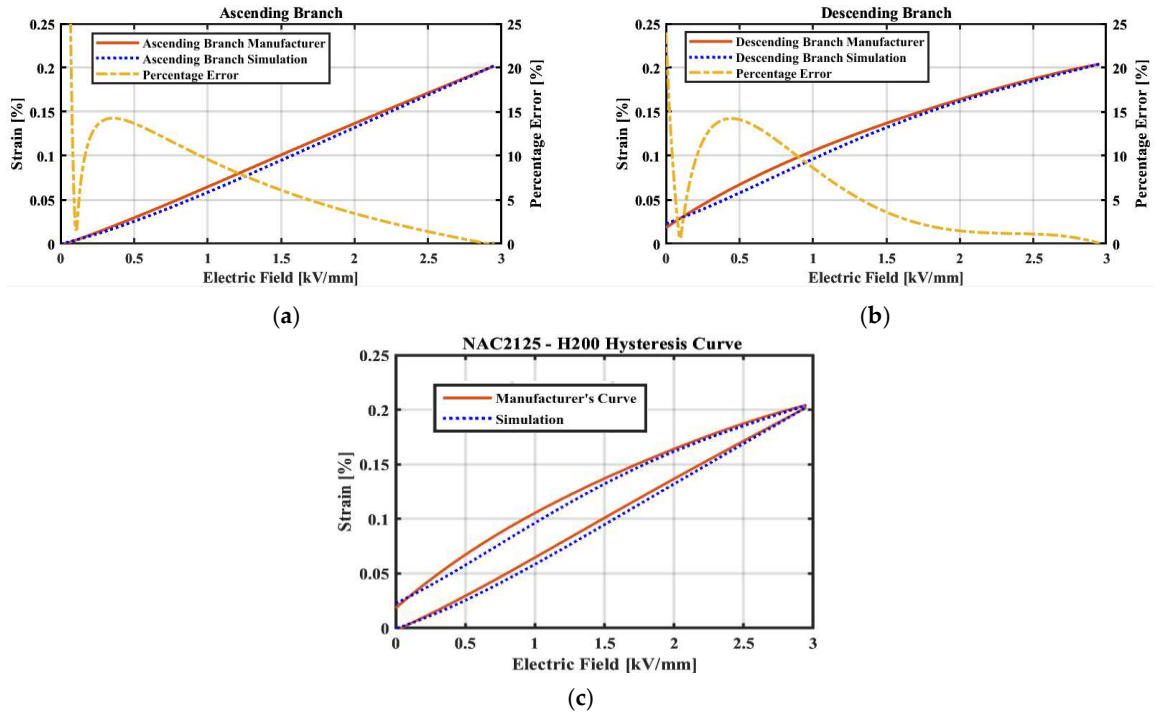 Ascending Branch
0.25
0.2
0.15
0.1
0.05
0
Strain [%]
Ascending Branch Manufacturer
Ascending Branch Simulation
Percentage Error
25
20
15
10
5
0
Percentage Error [%]
0 0.5 1 1.5 2 2.5 3
Electric Field [kV/mm]
(a)
Descending Branch
0.25
0.2
0.15
0.1
0.05
0
Strain [%]
Descending Branch Manufacturer
Descending Branch Simulation
Percentage Error
25
20
15
10
5
0
Percentage Error [%]
0 0.5 1 1.5 2 2.5 3
Electric Field [kV/mm]
(b)
NAC2125 - H200 Hysteresis Curve
0.25
0.2
0.15
0.1
0.05
0
Strain [%]
Manufacturer's Curve
Simulation
0 0.5 1 1.5 2 2.5 3
Electric Field [kV/mm]
(c)